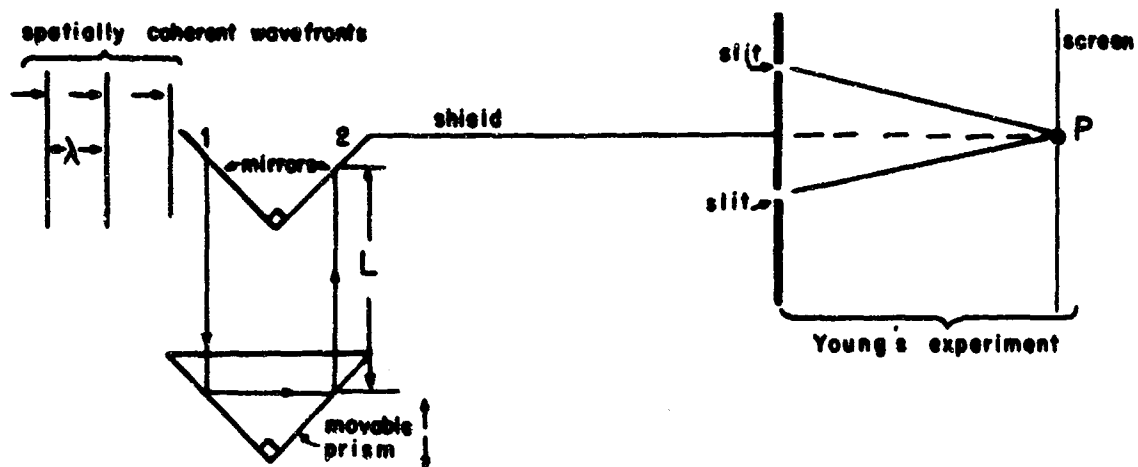 spatially coherent wavefronts
λ
1
2
mirrors
shield
L
movable
prism
slit
slit
screen
P
Young's experiment